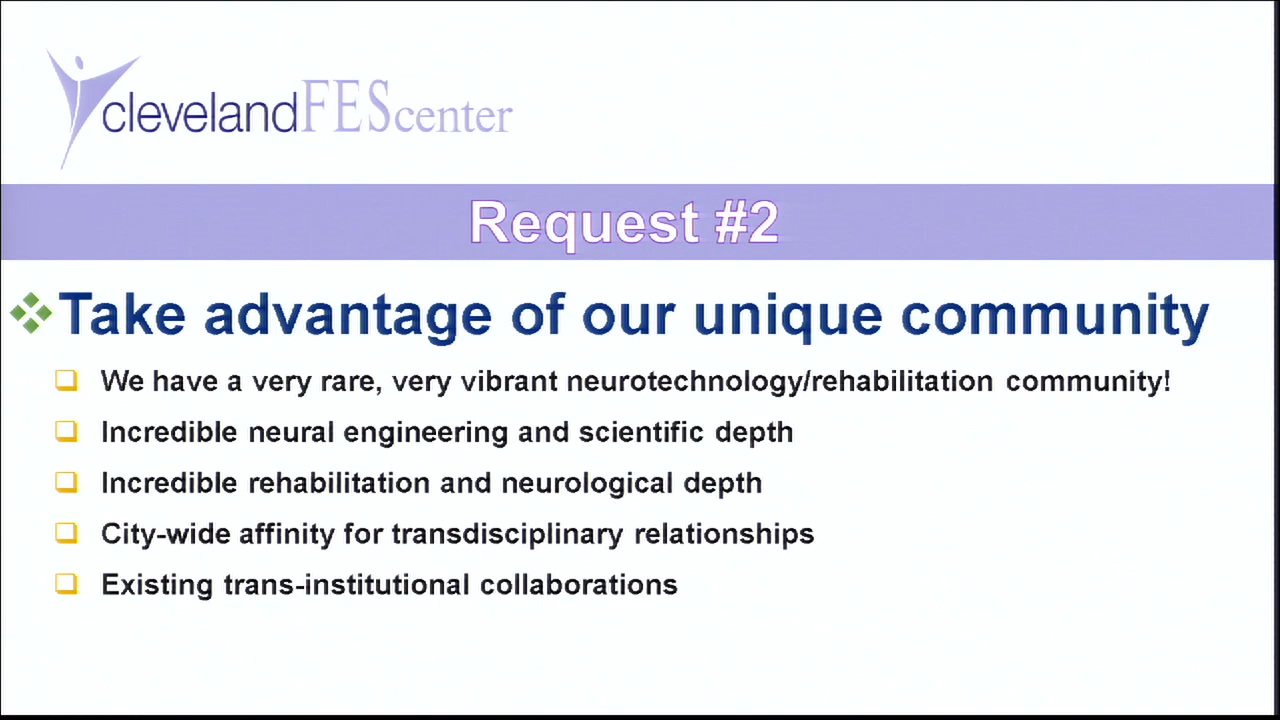 clevelandFEScenter
Request #2
Take advantage of our unique community
We have a very rare, very vibrant neurotechnology/rehabilitation community!
Incredible neural engineering and scientific depth
Incredible rehabilitation and neurological depth
City-wide affinity for transdisciplinary relationships
Existing trans-institutional collaborations